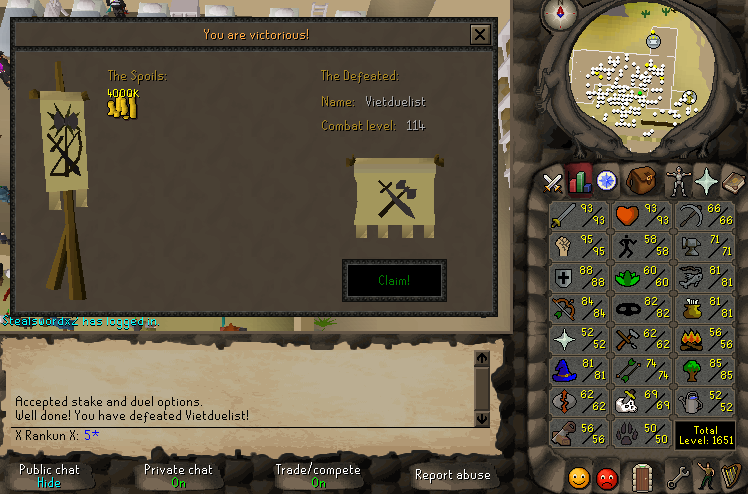 You are victorious!
The Spoils:
4000K
The Defeated:
Name: Vietduelist
Combat level: 114
Claim!
Stealswordx2 has logged in.
Accepted stake and duel options.
Well done! You have defeated Vietduelist!
X Rankun X: 5*
Public chat
Hide
Private chat
On
Trade/compete
On
Report abuse
93/93 93/93 66/66
95/95 58/58 71/71
88/88 60/60 81/81
84/84 82/82 81/81
52/52 62/62 56/56
81/81 74/74 85/85
62/62 69/69 52/52
56/56 50/50
Total
Level: 1651